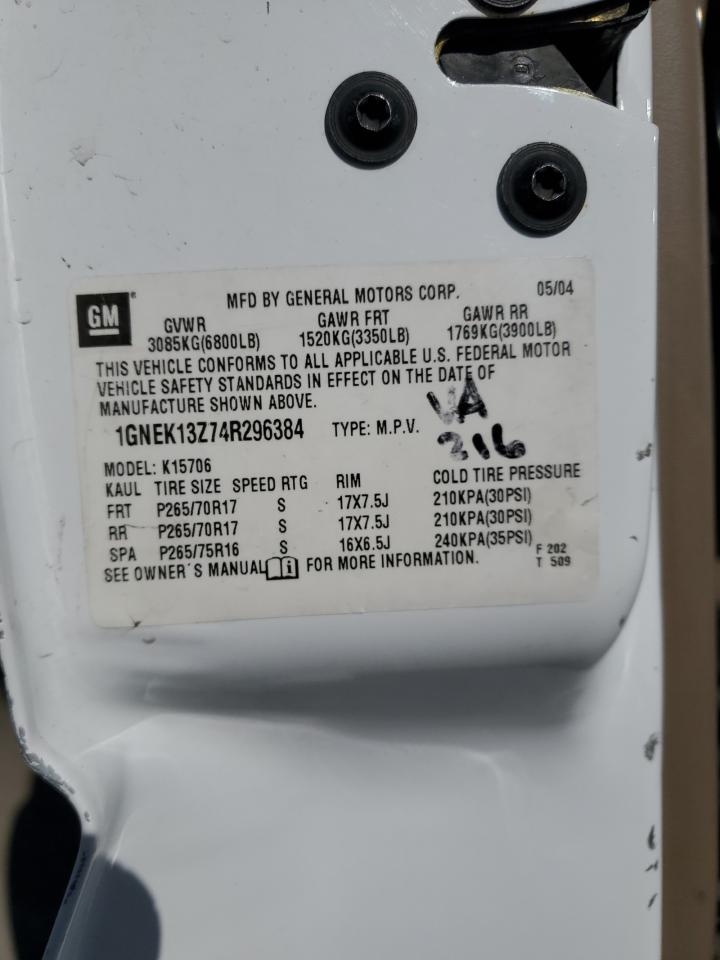 GM
MFD BY GENERAL MOTORS CORP. 05/04
GVWR GAWR FRT GAWR RR
3085KG(6800LB) 1520KG(3350LB) 1769KG(3900LB)
THIS VEHICLE CONFORMS TO ALL APPLICABLE U.S. FEDERAL MOTOR
VEHICLE SAFETY STANDARDS IN EFFECT ON THE DATE OF
MANUFACTURE SHOWN ABOVE.
1GNEK13Z74R296384 TYPE: M.P.V.
VA
216
MODEL: K15706
KAUL TIRE SIZE SPEED RTG RIM COLD TIRE PRESSURE
FRT P265/70R17 S 17X7.5J 210KPA(30PSI)
RR P265/70R17 S 17X7.5J 210KPA(30PSI)
SPA P265/75R16 S 16X6.5J 240KPA(35PSI)
SEE OWNER'S MANUAL FOR MORE INFORMATION.
F 202
T 509